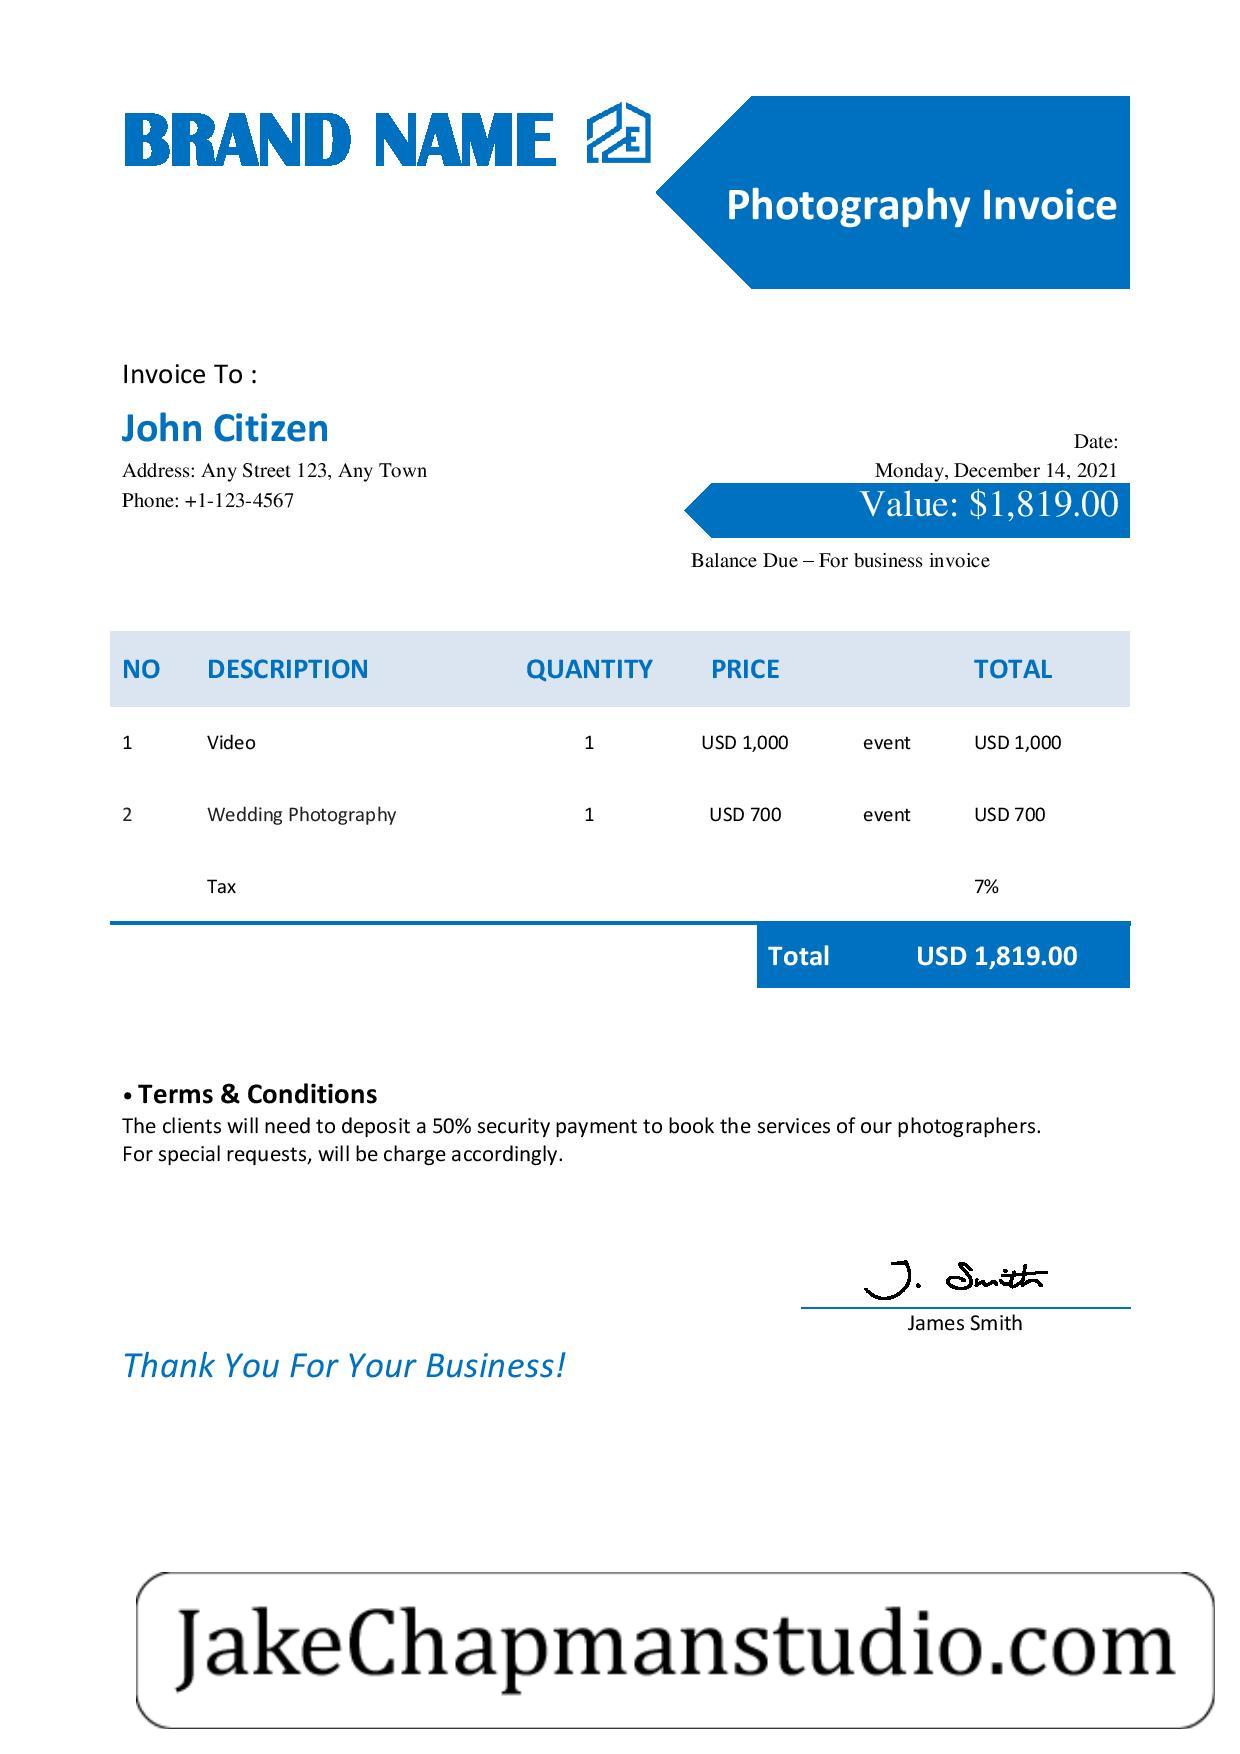 BRAND NAME
E
Photography Invoice
Invoice To :
John Citizen
Address: Any Street 123, Any Town
Phone: +1-123-4567
Date:
Monday, December 14, 2021
Value: $1,819.00
Balance Due – For business invoice
NO DESCRIPTION QUANTITY PRICE TOTAL
1 Video 1 USD 1,000 event USD 1,000
2 Wedding Photography 1 USD 700 event USD 700
Tax 7%
Total USD 1,819.00
• Terms & Conditions
The clients will need to deposit a 50% security payment to book the services of our photographers.
For special requests, will be charge accordingly.
J. Smith
James Smith
Thank You For Your Business!
JakeChapmanstudio.com